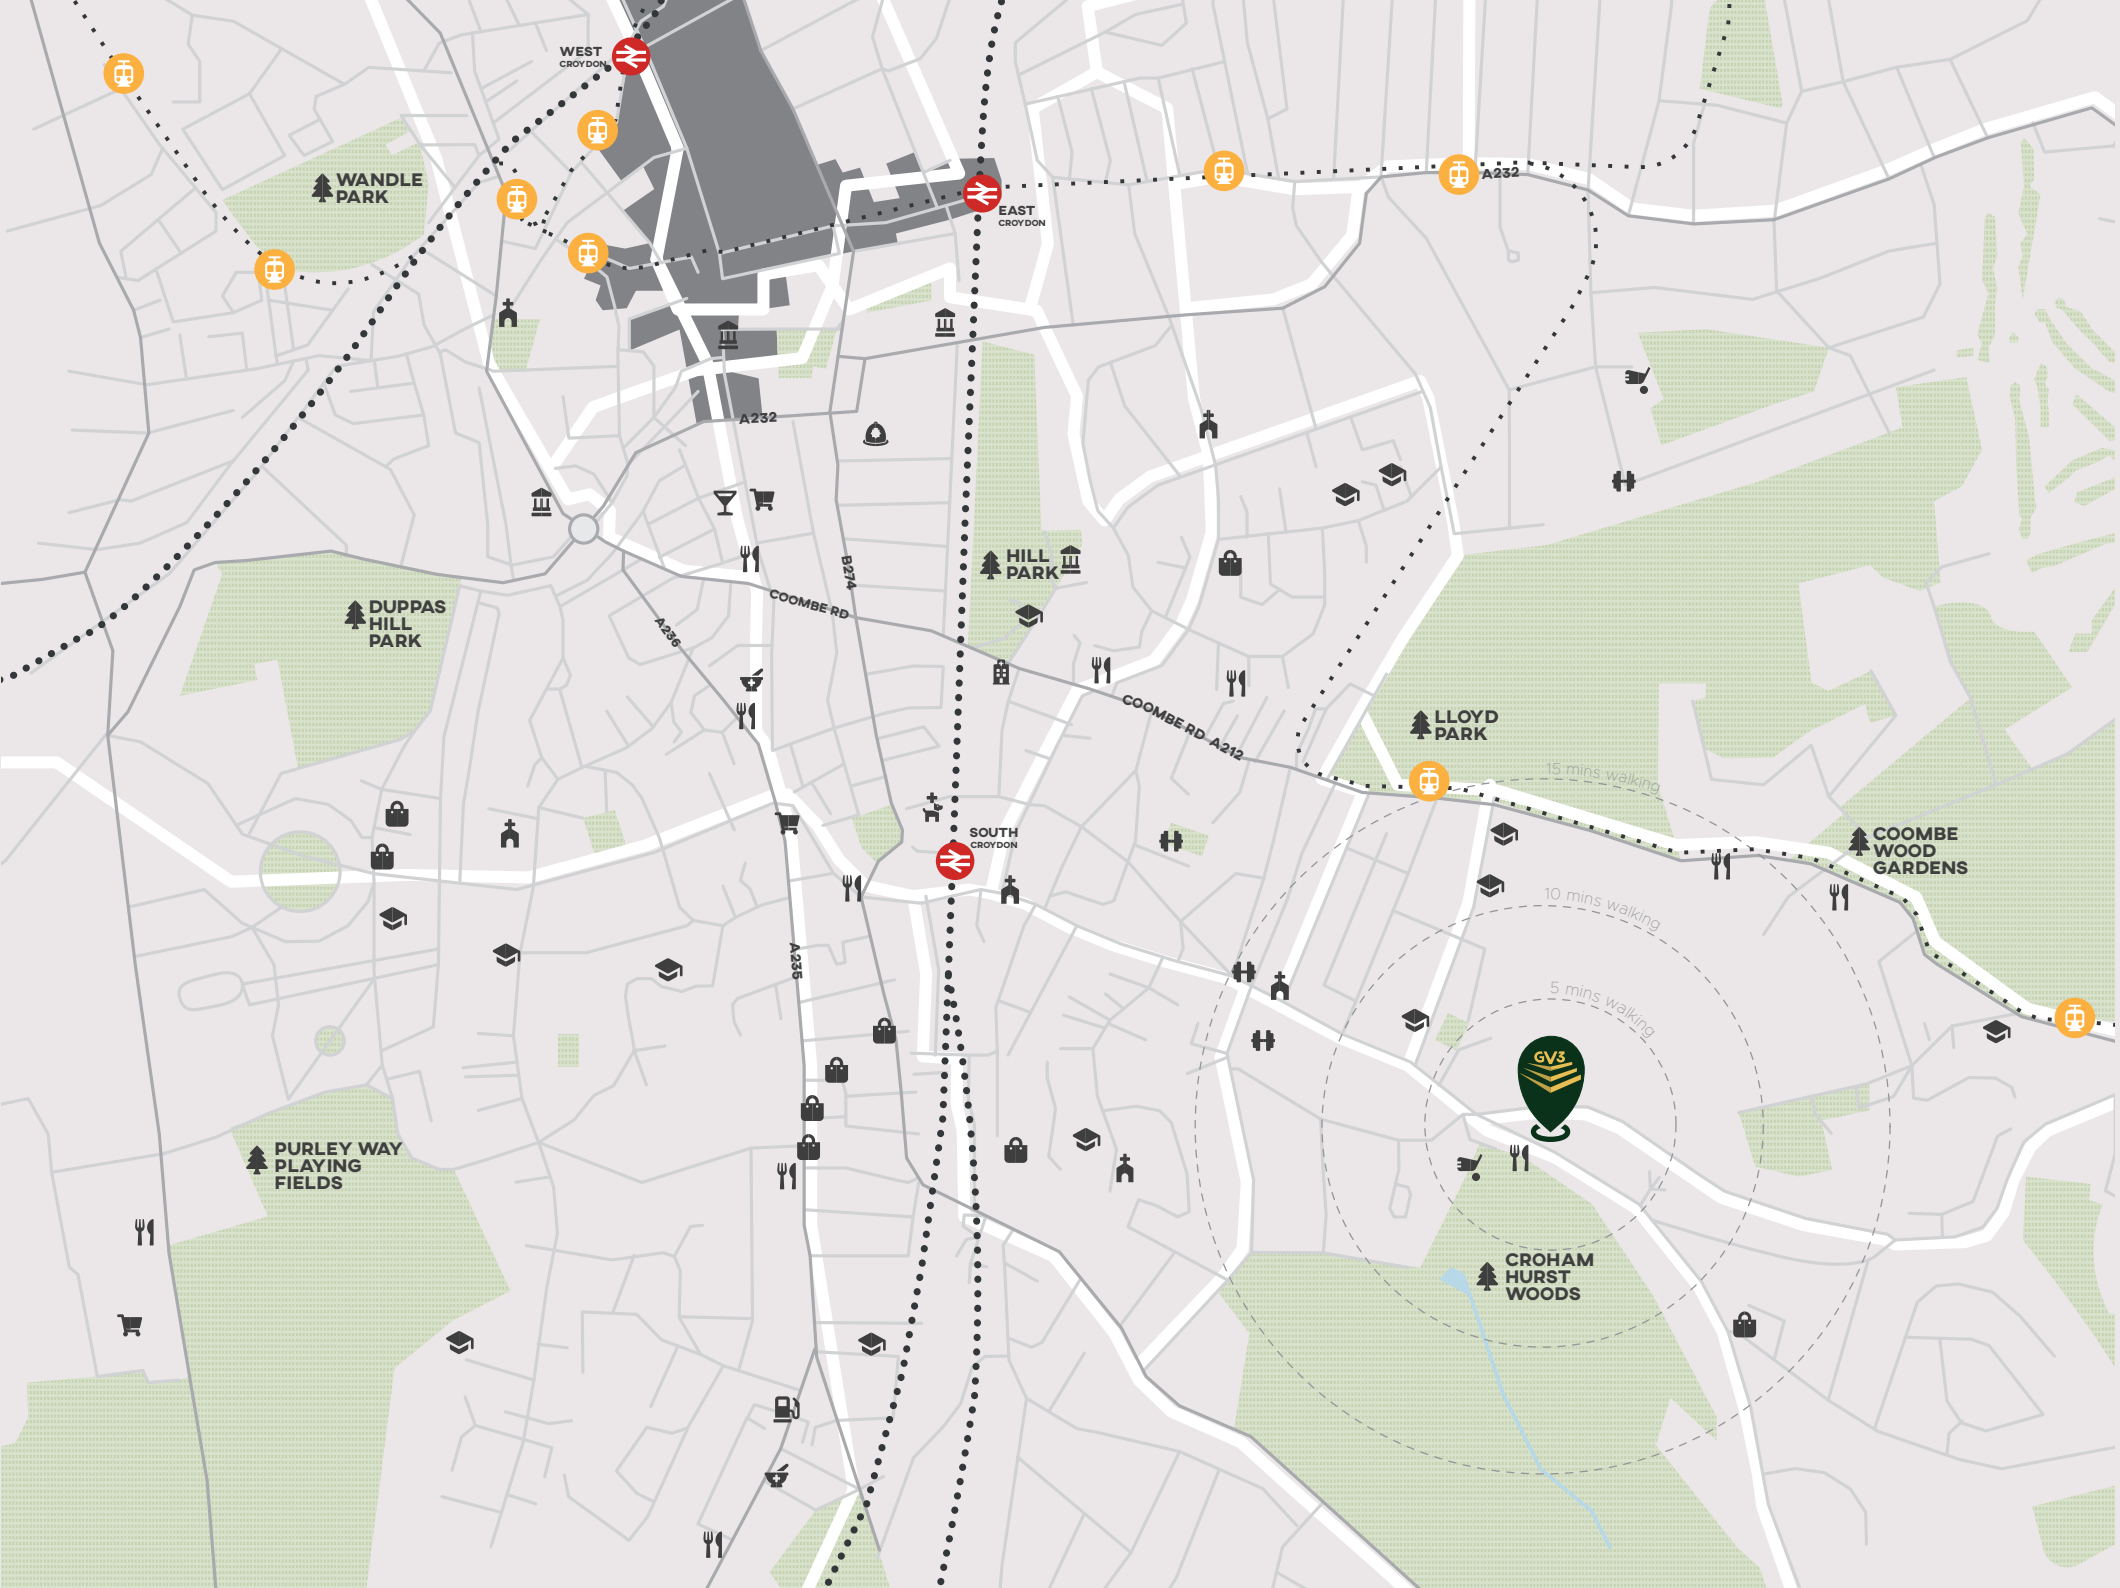 WEST
CROYDON
WANDLE
PARK
A232
EAST
CROYDON
A232
HILL
PARK
B274
COOMBE RD
DUPPAS
HILL
PARK
A236
COOMBE RD A212
LLOYD
PARK
15 mins walking
SOUTH
CROYDON
COOMBE
WOOD
GARDENS
10 mins walking
A235
5 mins walking
GV3
PURLEY WAY
PLAYING
FIELDS
CROHAM
HURST
WOODS